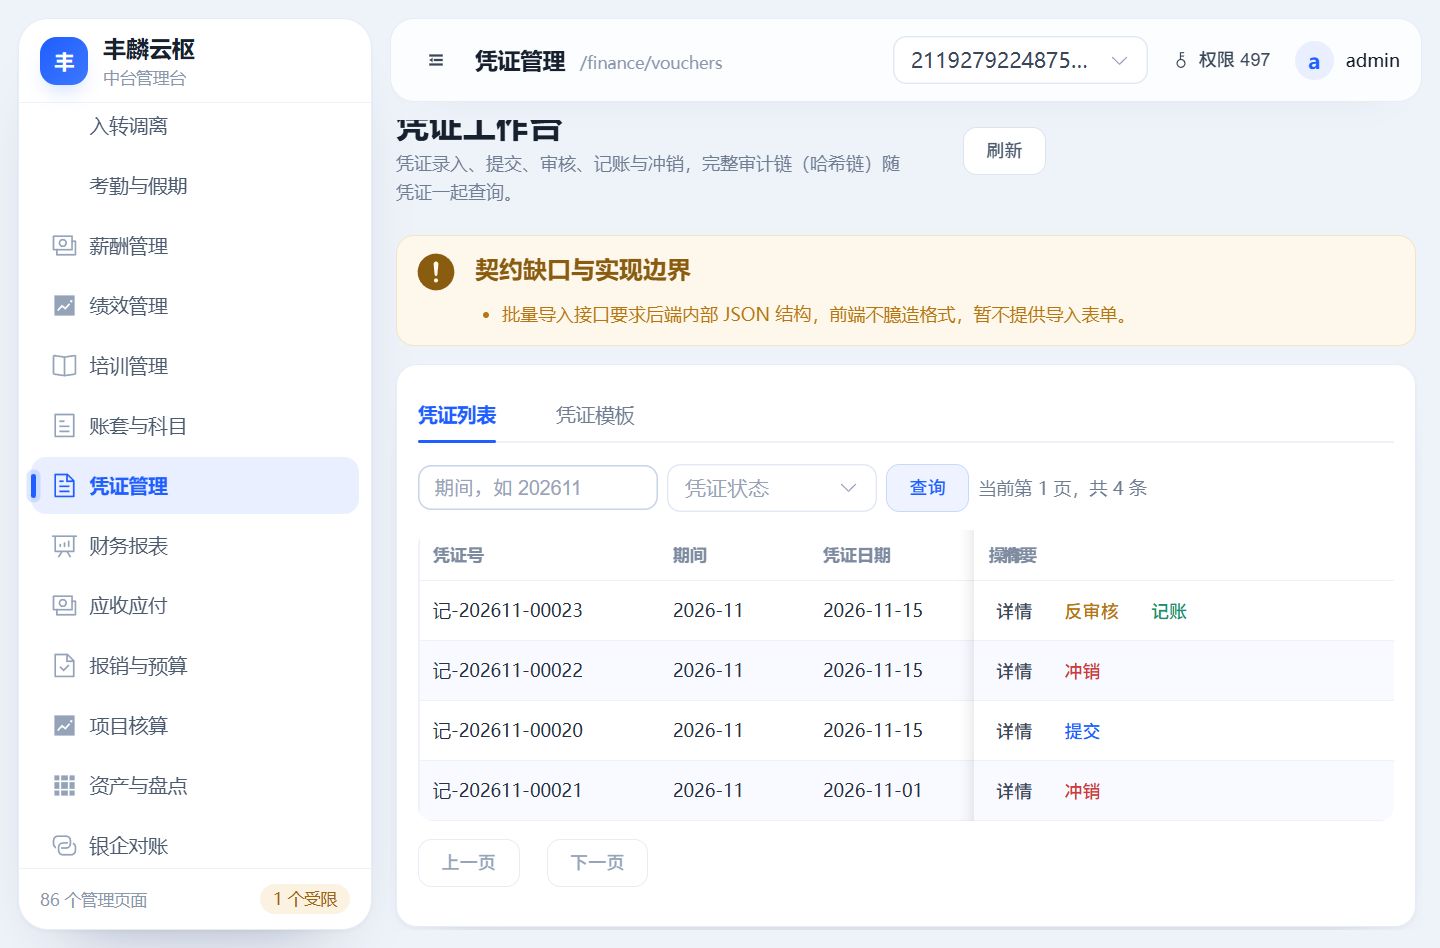 丰
丰麟云枢
中台管理台
入转调离
考勤与假期
薪酬管理
绩效管理
培训管理
账套与科目
凭证管理
财务报表
应收应付
报销与预算
项目核算
资产与盘点
银企对账
86 个管理页面
1 个受限
凭证管理 /finance/vouchers
2119279224875...
权限 497
a
admin
凭证工作台
凭证录入、提交、审核、记账与冲销，完整审计链（哈希链）随
凭证一起查询。
刷新
契约缺口与实现边界
• 批量导入接口要求后端内部 JSON 结构，前端不臆造格式，暂不提供导入表单。
凭证列表 凭证模板
期间，如 202611 凭证状态 查询 当前第 1 页，共 4 条
凭证号 期间 凭证日期
记-202611-00023 2026-11 2026-11-15 详情 反审核 记账
记-202611-00022 2026-11 2026-11-15 详情 冲销
记-202611-00020 2026-11 2026-11-15 详情 提交
记-202611-00021 2026-11 2026-11-01 详情 冲销
上一页 下一页